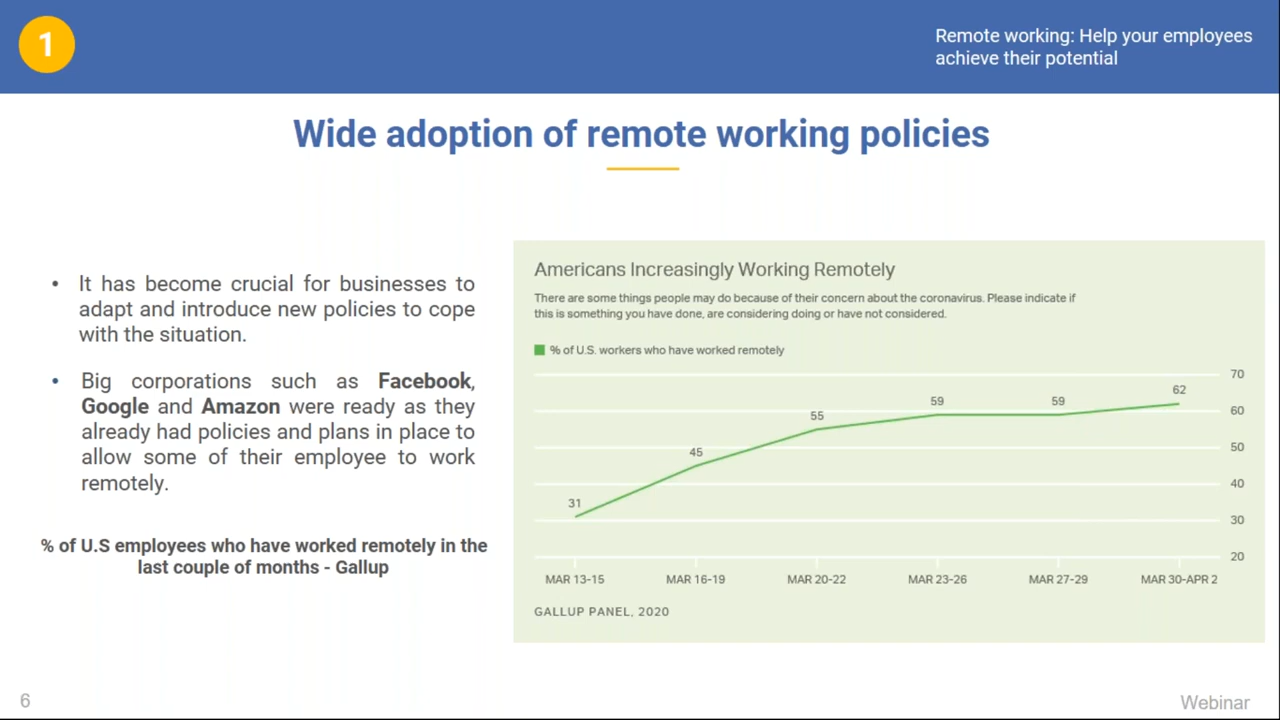 1
Remote working: Help your employees
achieve their potential
Wide adoption of remote working policies
• It has become crucial for businesses to
adapt and introduce new policies to cope
with the situation.
• Big corporations such as Facebook,
Google and Amazon were ready as they
already had policies and plans in place to
allow some of their employee to work
remotely.
% of U.S employees who have worked remotely in the
last couple of months - Gallup
Americans Increasingly Working Remotely
There are some things people may do because of their concern about the coronavirus. Please indicate if
this is something you have done, are considering doing or have not considered.
% of U.S. workers who have worked remotely
70
60
50
40
30
20
31
45
55
59
59
62
MAR 13-15
MAR 16-19
MAR 20-22
MAR 23-26
MAR 27-29
MAR 30-APR 2
GALLUP PANEL, 2020
6
Webinar